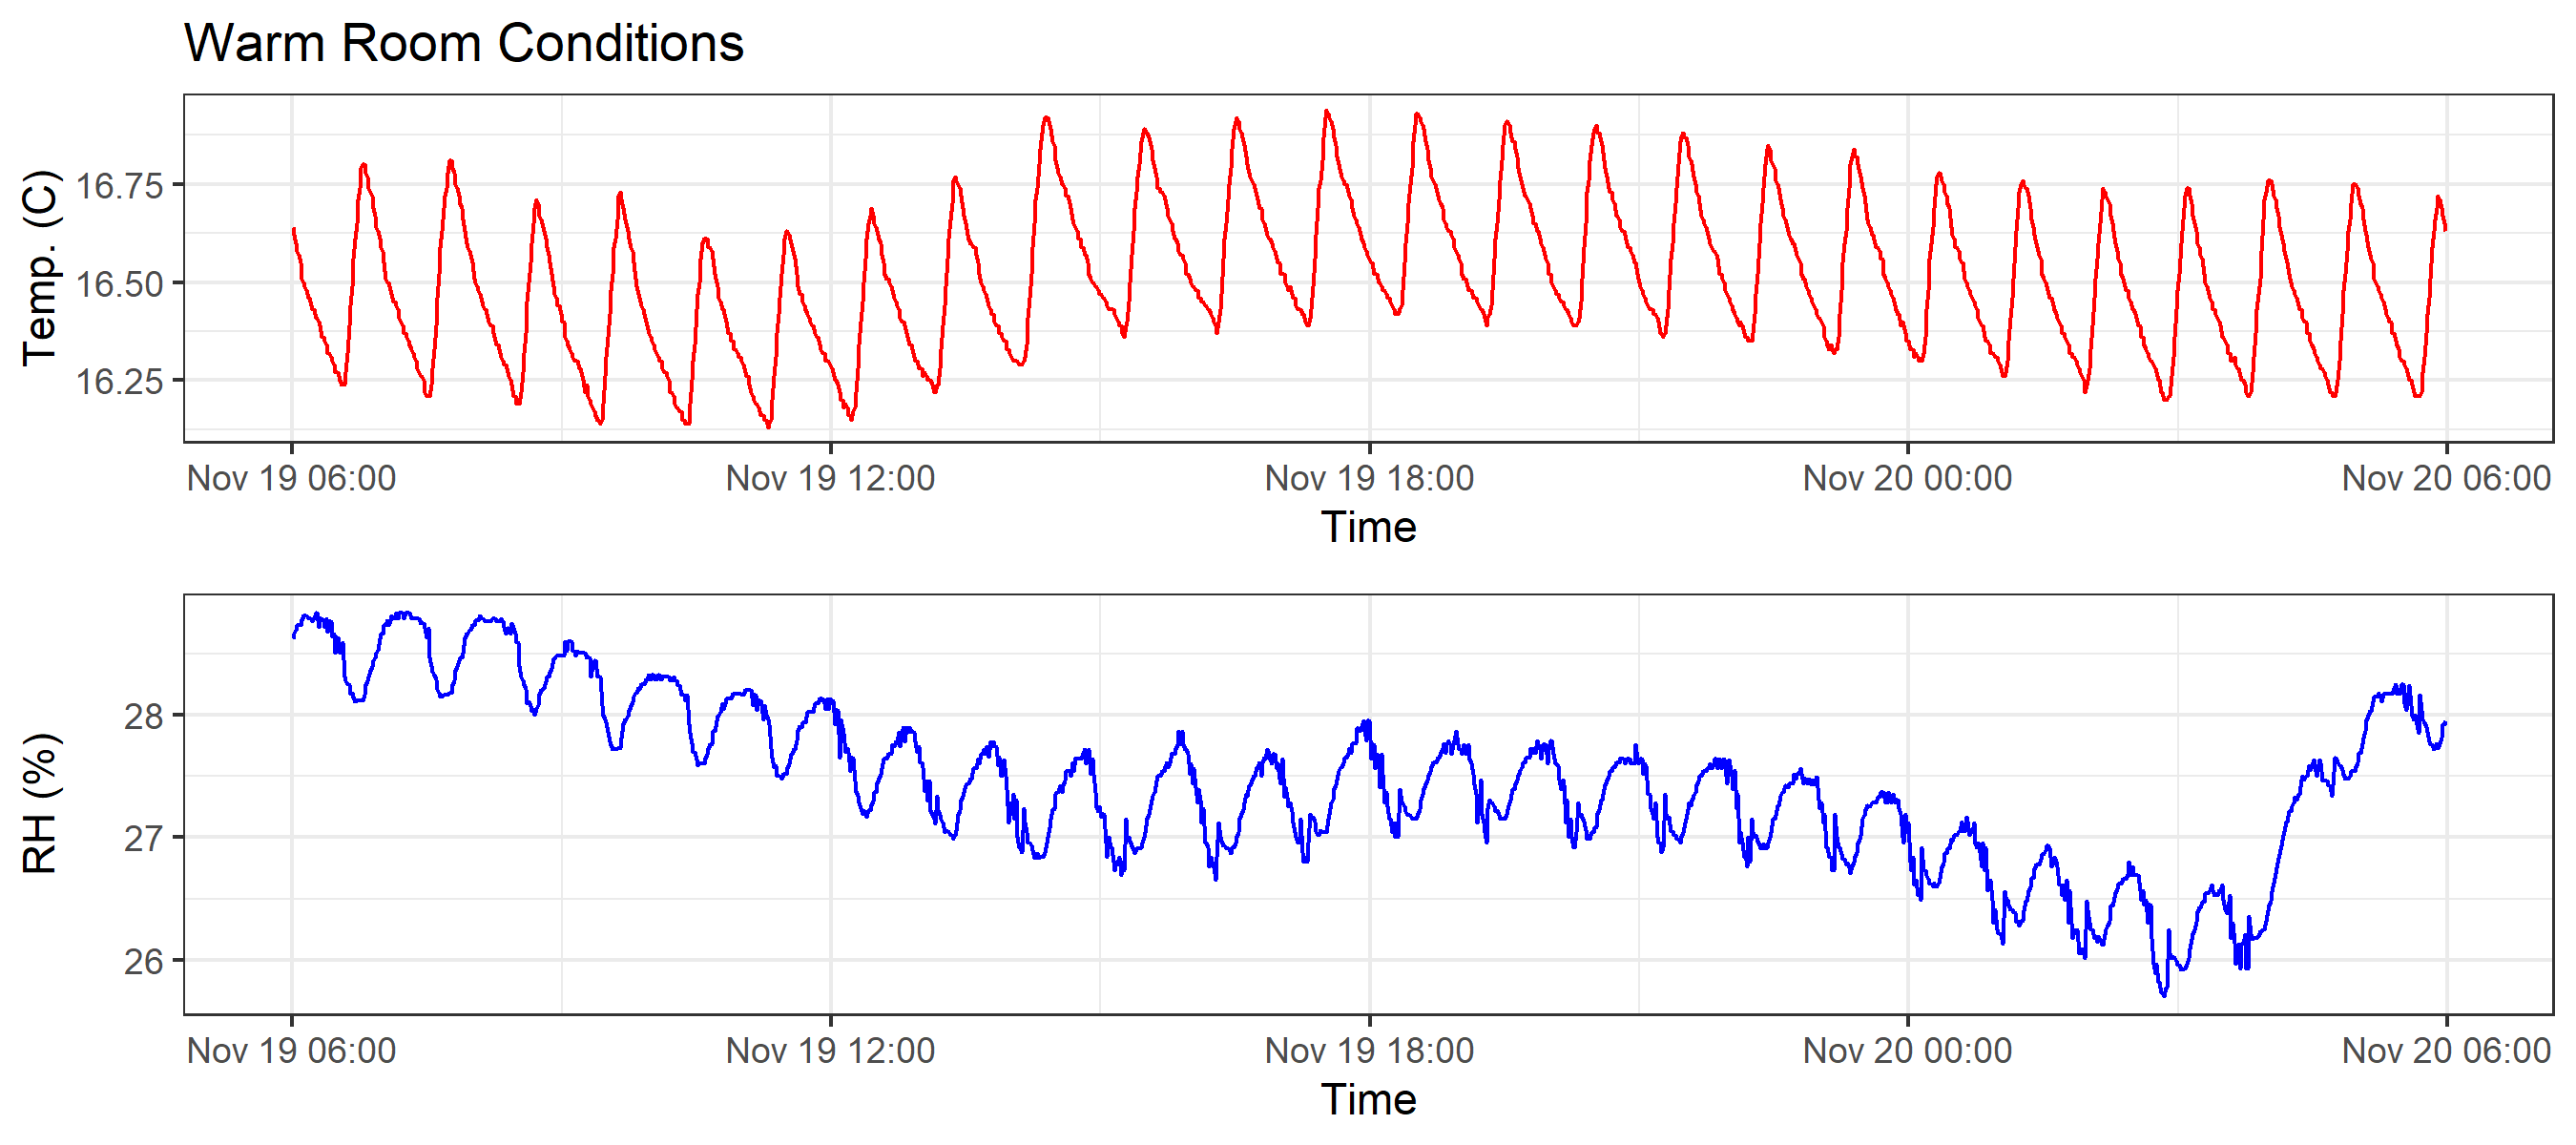 Warm Room Conditions
Temp. (C)
16.75
16.50
16.25
Nov 19 06:00 Nov 19 12:00 Nov 19 18:00 Nov 20 00:00 Nov 20 06:00
Time
RH (%)
28
27
26
Nov 19 06:00 Nov 19 12:00 Nov 19 18:00 Nov 20 00:00 Nov 20 06:00
Time